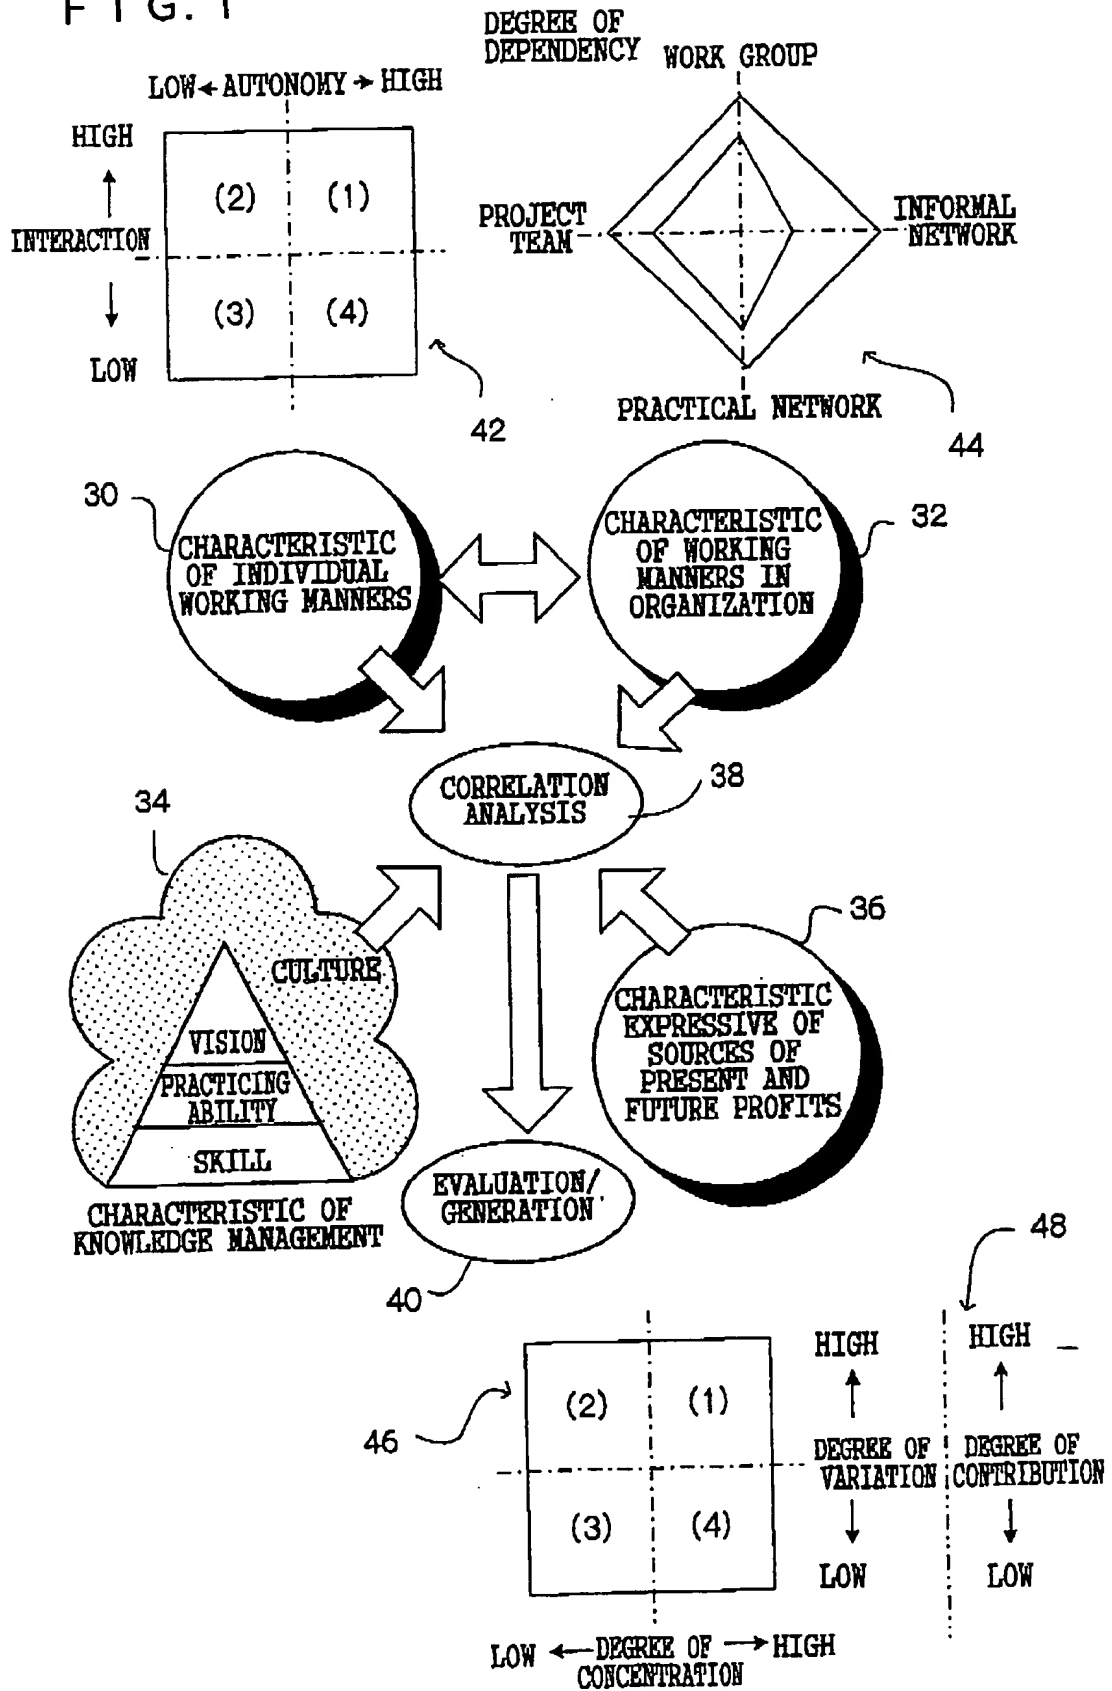 FIG. 1
DEGREE OF
DEPENDENCY
WORK GROUP
LOW ← AUTONOMY → HIGH
HIGH
INTERACTION
LOW
(2)
(1)
(3)
(4)
PROJECT
TEAM
INFORMAL
NETWORK
PRACTICAL NETWORK
42
44
30
CHARACTERISTIC
OF INDIVIDUAL
WORKING MANNERS
32
CHARACTERISTIC
OF WORKING
MANNERS IN
ORGANIZATION
CORRELATION
ANALYSIS
38
34
CULTURE
VISION
PRACTICING
ABILITY
SKILL
CHARACTERISTIC OF
KNOWLEDGE MANAGEMENT
36
CHARACTERISTIC
EXPRESSIVE OF
SOURCES OF
PRESENT AND
FUTURE PROFITS
EVALUATION/
GENERATION
40
48
46
(2)
(1)
(3)
(4)
HIGH
DEGREE OF
VARIATION
LOW
HIGH
DEGREE OF
CONTRIBUTION
LOW
LOW ← DEGREE OF → HIGH
CONCENTRATION